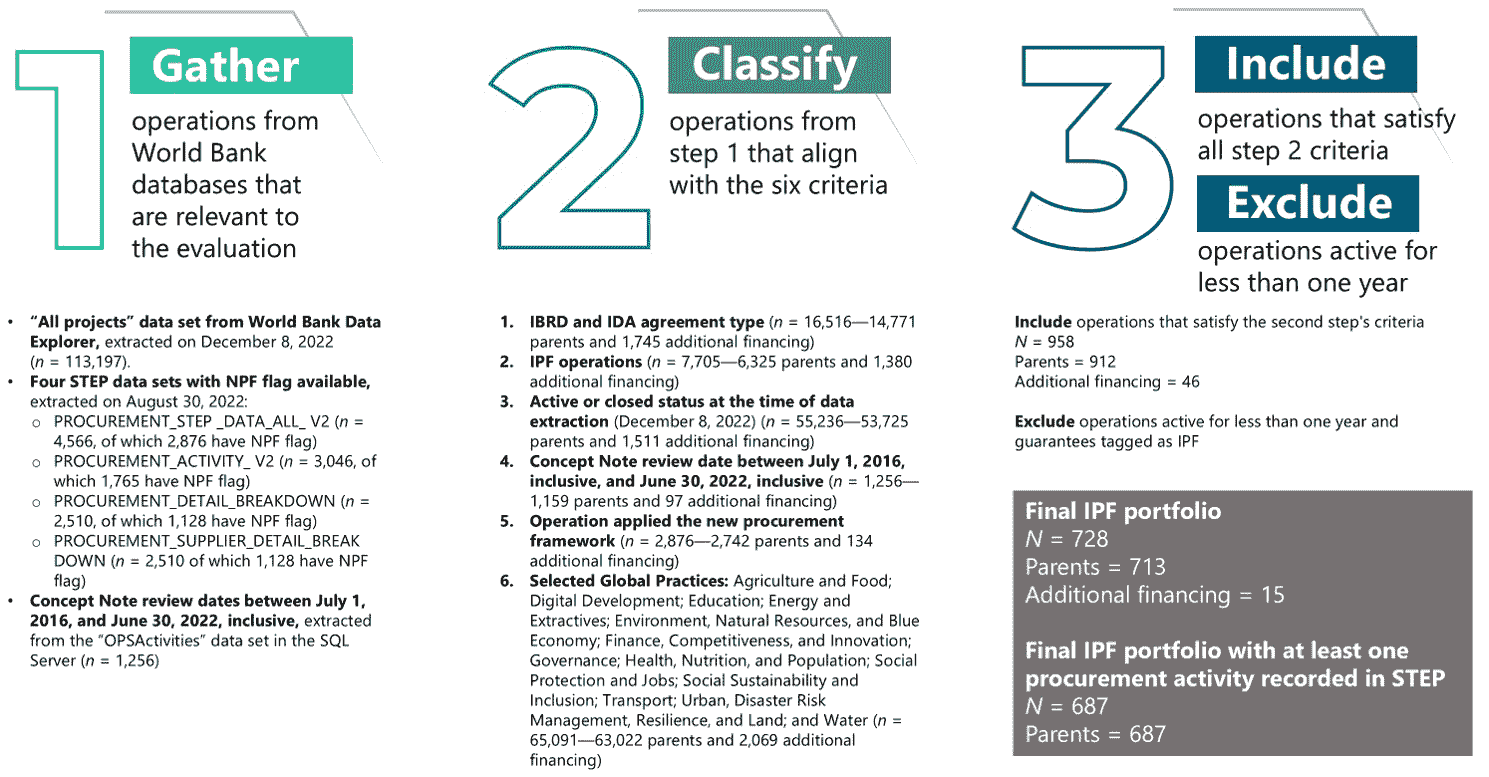 1
Gather
operations from
World Bank
databases that
are relevant to
the evaluation
• “All projects” data set from World Bank Data
Explorer, extracted on December 8, 2022
(n = 113,197).
• Four STEP data sets with NPF flag available,
extracted on August 30, 2022:
o PROCUREMENT_STEP _DATA_ALL_ V2 (n =
4,566, of which 2,876 have NPF flag)
o PROCUREMENT_ACTIVITY_ V2 (n = 3,046, of
which 1,765 have NPF flag)
o PROCUREMENT_DETAIL_BREAKDOWN (n =
2,510, of which 1,128 have NPF flag)
o PROCUREMENT_SUPPLIER_DETAIL_BREAK
DOWN (n = 2,510 of which 1,128 have NPF
flag)
• Concept Note review dates between July 1,
2016, and June 30, 2022, inclusive, extracted
from the “OPSActivities” data set in the SQL
Server (n = 1,256)
2
Classify
operations from
step 1 that align
with the six criteria
1. IBRD and IDA agreement type (n = 16,516—14,771
parents and 1,745 additional financing)
2. IPF operations (n = 7,705—6,325 parents and 1,380
additional financing)
3. Active or closed status at the time of data
extraction (December 8, 2022) (n = 55,236—53,725
parents and 1,511 additional financing)
4. Concept Note review date between July 1, 2016,
inclusive, and June 30, 2022, inclusive (n = 1,256—
1,159 parents and 97 additional financing)
5. Operation applied the new procurement
framework (n = 2,876—2,742 parents and 134
additional financing)
6. Selected Global Practices: Agriculture and Food;
Digital Development; Education; Energy and
Extractives; Environment, Natural Resources, and Blue
Economy; Finance, Competitiveness, and Innovation;
Governance; Health, Nutrition, and Population; Social
Protection and Jobs; Social Sustainability and
Inclusion; Transport; Urban, Disaster Risk
Management, Resilience, and Land; and Water (n =
65,091—63,022 parents and 2,069 additional
financing)
3
Include
operations that satisfy
all step 2 criteria
Exclude
operations active for
less than one year
Include operations that satisfy the second step's criteria
N = 958
Parents = 912
Additional financing = 46
Exclude operations active for less than one year and
guarantees tagged as IPF
Final IPF portfolio
N = 728
Parents = 713
Additional financing = 15
Final IPF portfolio with at least one
procurement activity recorded in STEP
N = 687
Parents = 687